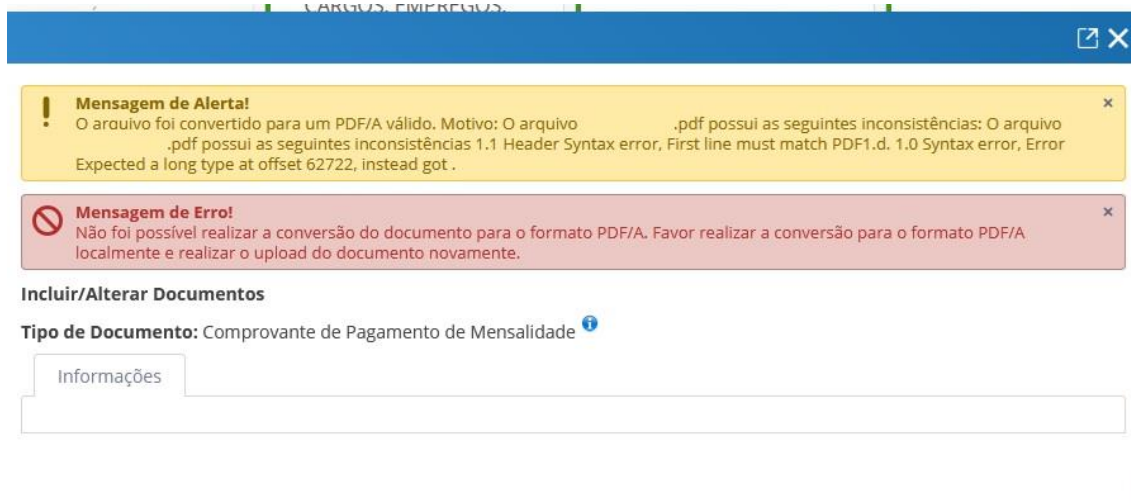 CARGOS, EMPREGOS,
Mensagem de Alerta!
O arquivo foi convertido para um PDF/A válido. Motivo: O arquivo .pdf possui as seguintes inconsistências: O arquivo
.pdf possui as seguintes inconsistências 1.1 Header Syntax error, First line must match PDF1.d. 1.0 Syntax error, Error
Expected a long type at offset 62722, instead got .
Mensagem de Erro!
Não foi possível realizar a conversão do documento para o formato PDF/A. Favor realizar a conversão para o formato PDF/A
localmente e realizar o upload do documento novamente.
Incluir/Alterar Documentos
Tipo de Documento: Comprovante de Pagamento de Mensalidade
Informações